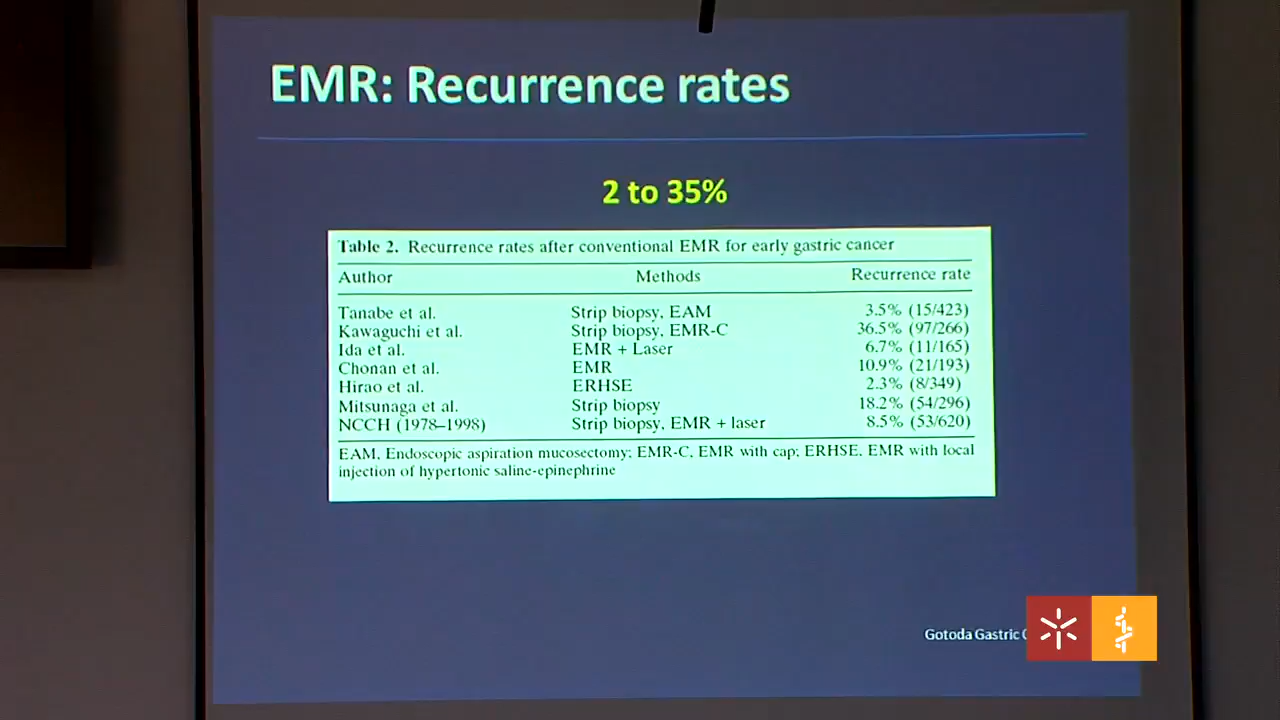 EMR: Recurrence rates
2 to 35%
Table 2. Recurrence rates after conventional EMR for early gastric cancer
Author Methods Recurrence rate
Tanabe et al. Strip biopsy, EAM 3.5% (15/423)
Kawaguchi et al. Strip biopsy, EMR-C 36.5% (97/266)
Ida et al. EMR + Laser 6.7% (11/165)
Chonan et al. EMR 10.9% (21/193)
Hirao et al. ERHSE 2.3% (8/349)
Mitsunaga et al. Strip biopsy 18.2% (54/296)
NCCH (1978–1998) Strip biopsy, EMR + laser 8.5% (53/620)
EAM, Endoscopic aspiration mucosectomy; EMR-C, EMR with cap; ERHSE, EMR with local
injection of hypertonic saline-epinephrine
Gotoda Gastric